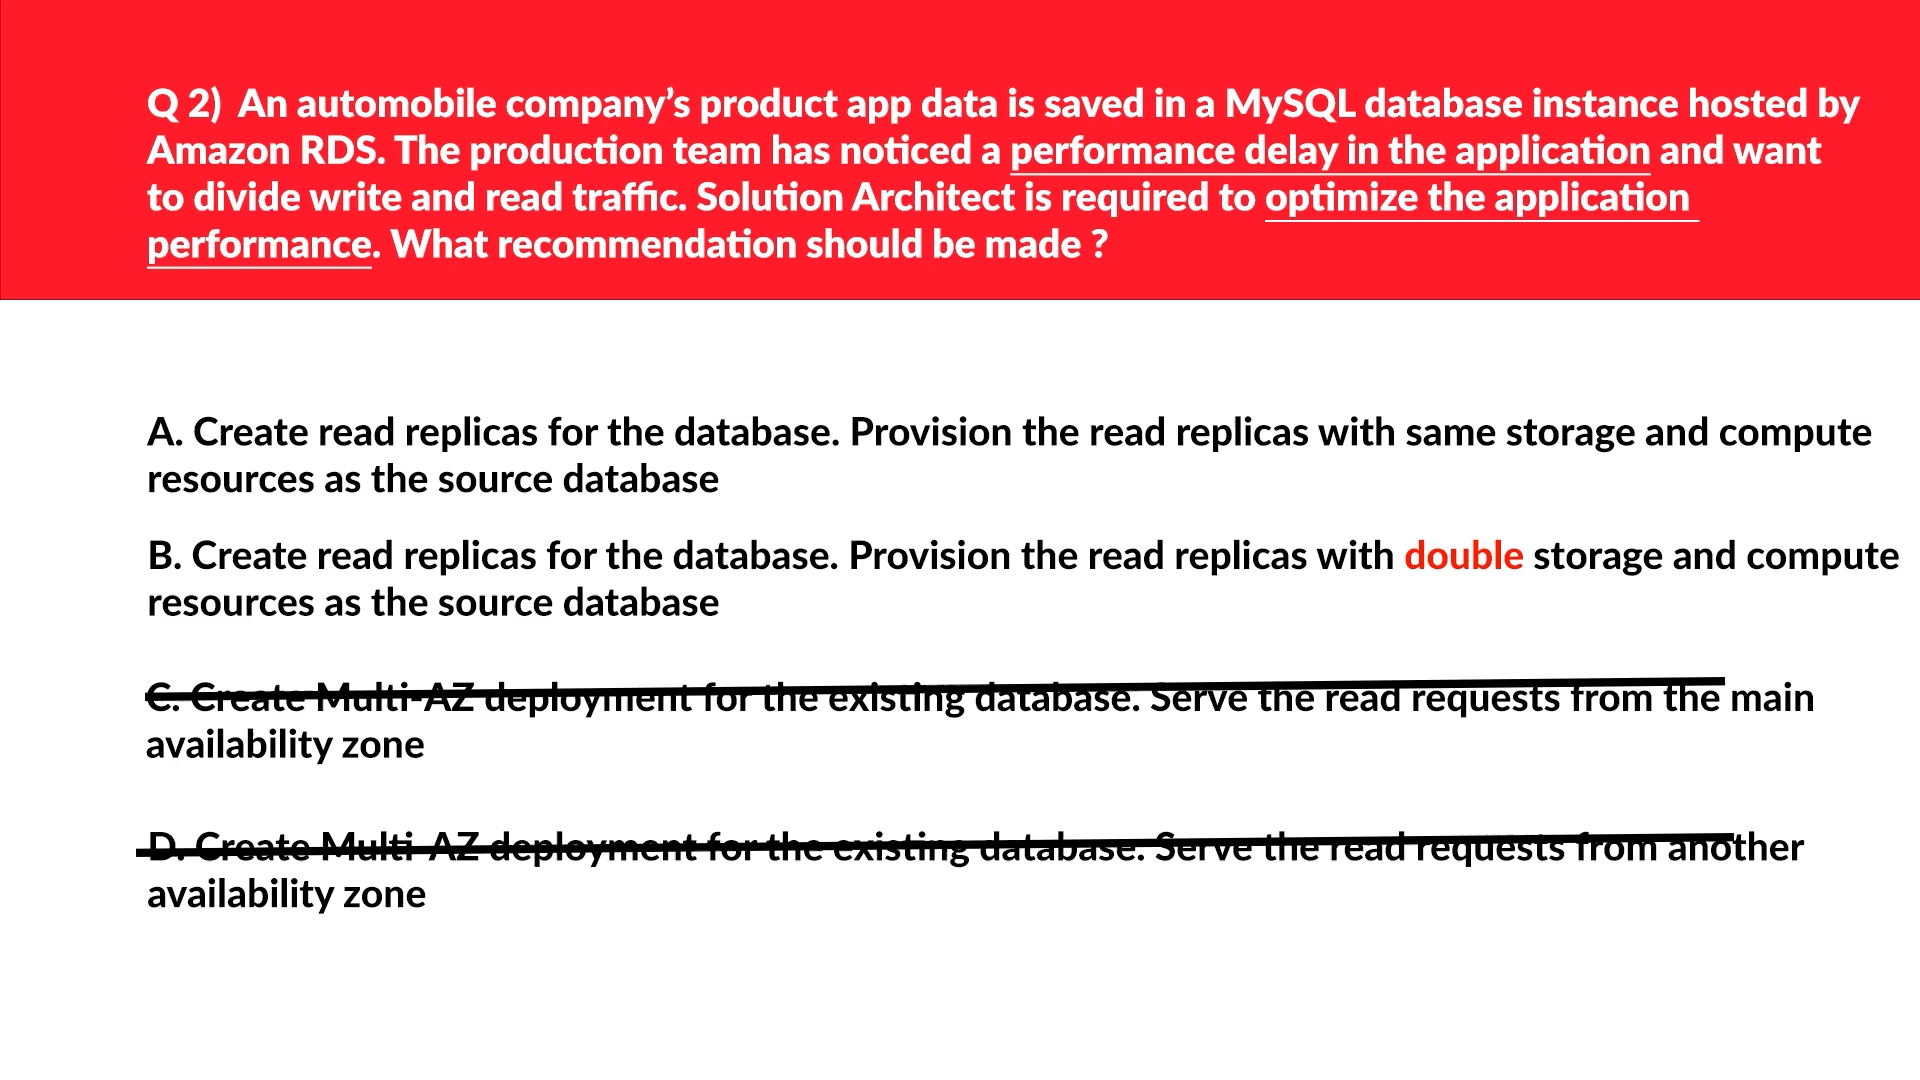 Q 2) An automobile company’s product app data is saved in a MySQL database instance hosted by
Amazon RDS. The production team has noticed a performance delay in the application and want
to divide write and read traffic. Solution Architect is required to optimize the application
performance. What recommendation should be made ?
A. Create read replicas for the database. Provision the read replicas with same storage and compute
resources as the source database
B. Create read replicas for the database. Provision the read replicas with double storage and compute
resources as the source database
C. Create Multi-AZ deployment for the existing database. Serve the read requests from the main
availability zone
D. Create Multi-AZ deployment for the existing database. Serve the read requests from another
availability zone